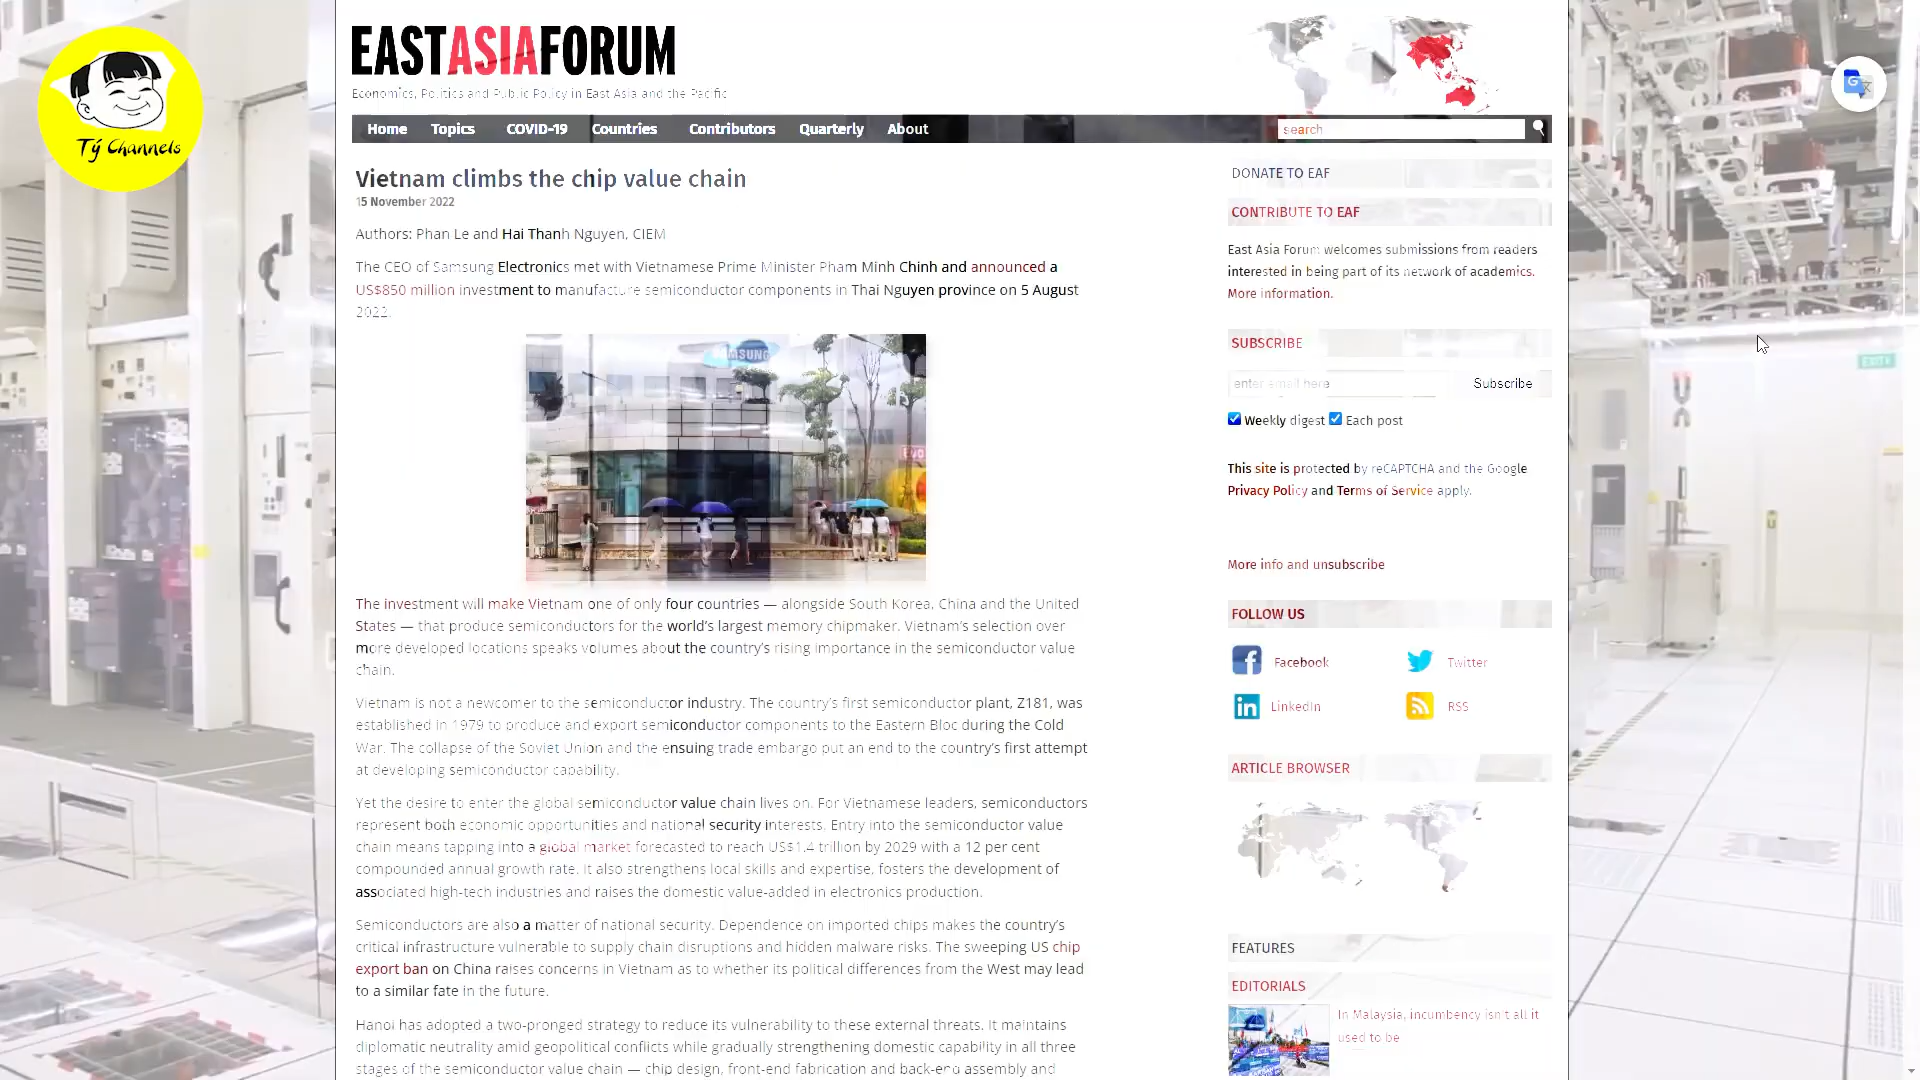 EASTASIAFORUM
Economics, Politics and Public Policy in East Asia and the Pacific
Tý Channels
Home Topics COVID-19 Countries Contributors Quarterly About
search
Vietnam climbs the chip value chain
15 November 2022
Authors: Phan Le and Hai Thanh Nguyen, CIEM
The CEO of Samsung Electronics met with Vietnamese Prime Minister Pham Minh Chinh and announced a
US$850 million investment to manufacture semiconductor components in Thai Nguyen province on 5 August
2022.
SAMSUNG
The investment will make Vietnam one of only four countries — alongside South Korea, China and the United
States — that produce semiconductors for the world's largest memory chipmaker. Vietnam's selection over
more developed locations speaks volumes about the country's rising importance in the semiconductor value
chain.
Vietnam is not a newcomer to the semiconductor industry. The country's first semiconductor plant, Z181, was
established in 1979 to produce and export semiconductor components to the Eastern Bloc during the Cold
War. The collapse of the Soviet Union and the ensuing trade embargo put an end to the country's first attempt
at developing semiconductor capability.
Yet the desire to enter the global semiconductor value chain lives on. For Vietnamese leaders, semiconductors
represent both economic opportunities and national security interests. Entry into the semiconductor value
chain means tapping into a global market forecasted to reach US$1.4 trillion by 2029 with a 12 per cent
compounded annual growth rate. It also strengthens local skills and expertise, fosters the development of
associated high-tech industries and raises the domestic value-added in electronics production.
Semiconductors are also a matter of national security. Dependence on imported chips makes the country's
critical infrastructure vulnerable to supply chain disruptions and hidden malware risks. The sweeping US chip
export ban on China raises concerns in Vietnam as to whether its political differences from the West may lead
to a similar fate in the future.
Hanoi has adopted a two-pronged strategy to reduce its vulnerability to these external threats. It maintains
diplomatic neutrality amid geopolitical conflicts while gradually strengthening domestic capability in all three
stages of the semiconductor value chain — chip design, front-end fabrication and back-end assembly and
DONATE TO EAF
CONTRIBUTE TO EAF
East Asia Forum welcomes submissions from readers
interested in being part of its network of academics.
More information.
SUBSCRIBE
enter email here
Subscribe
Weekly digest Each post
This site is protected by reCAPTCHA and the Google
Privacy Policy and Terms of Service apply.
More info and unsubscribe
FOLLOW US
Facebook Twitter
LinkedIn RSS
ARTICLE BROWSER
FEATURES
EDITORIALS
In Malaysia, incumbency isn't all it
used to be
EXIT